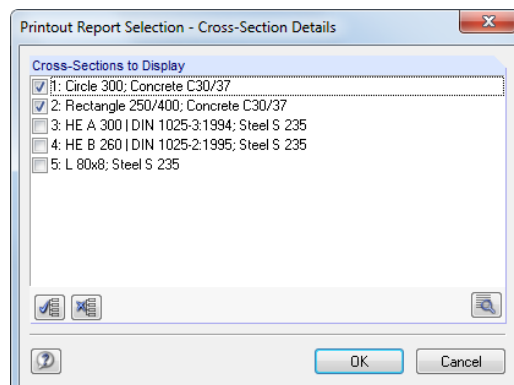 Printout Report Selection - Cross-Section Details
Cross-Sections to Display
1: Circle 300; Concrete C30/37
2: Rectangle 250/400; Concrete C30/37
3: HE A 300 | DIN 1025-3:1994; Steel S 235
4: HE B 260 | DIN 1025-2:1995; Steel S 235
5: L 80x8; Steel S 235
OK
Cancel